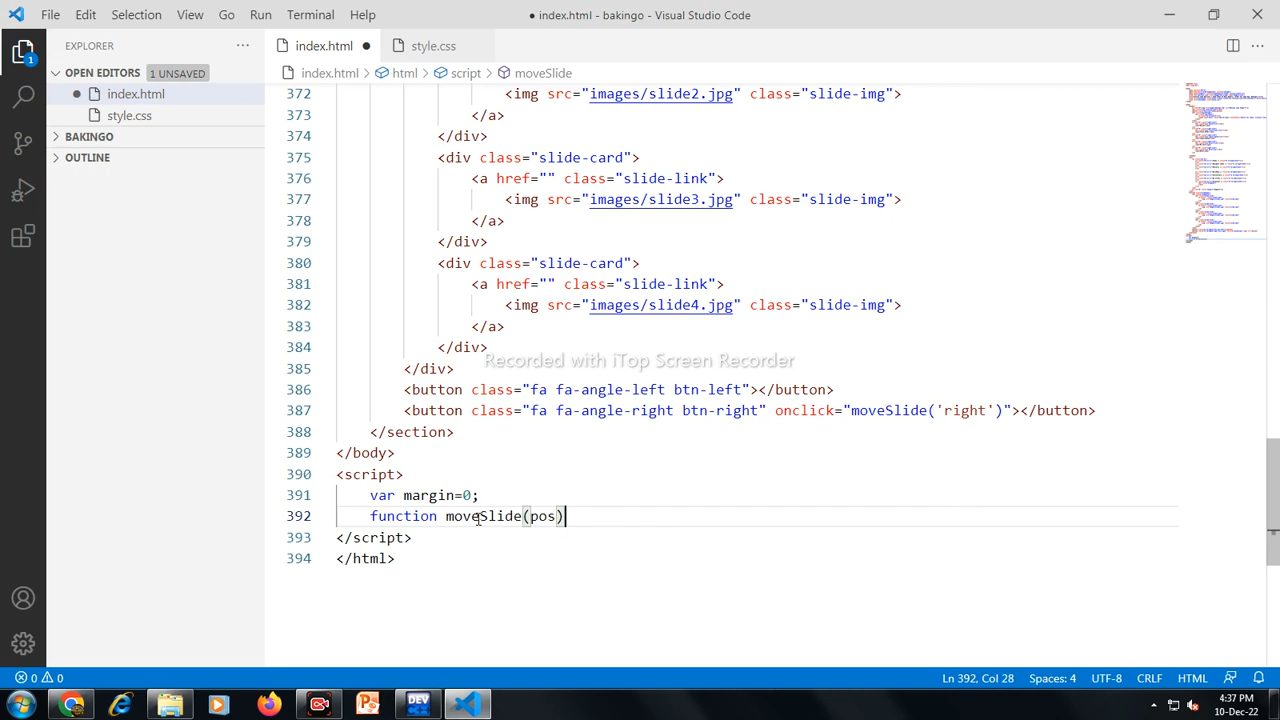 File Edit Selection View Go Run Terminal Help
● index.html - bakingo - Visual Studio Code
EXPLORER
index.html
style.css
OPEN EDITORS 1 UNSAVED
index.html > html > script > moveSlide
index.html
style.css
BAKINGO
OUTLINE
372 <img src="images/slide2.jpg" class="slide-img">
373 </a>
374 </div>
375 <div class="slide-card">
376 <a href="" class="slide-link">
377 <img src="images/slide3.jpg" class="slide-img">
378 </a>
379 </div>
380 <div class="slide-card">
381 <a href="" class="slide-link">
382 <img src="images/slide4.jpg" class="slide-img">
383 </a>
384 </div>
Recorded with iTop Screen Recorder
385 </div>
386 <button class="fa fa-angle-left btn-left"></button>
387 <button class="fa fa-angle-right btn-right" onclick="moveSlide('right')"></button>
388 </section>
389 </body>
390 <script>
391 var margin=0;
392 function moveSlide(pos)
393 </script>
394 </html>
0 0
Ln 392, Col 28 Spaces: 4 UTF-8 CRLF HTML
DEV
4:37 PM
10-Dec-22